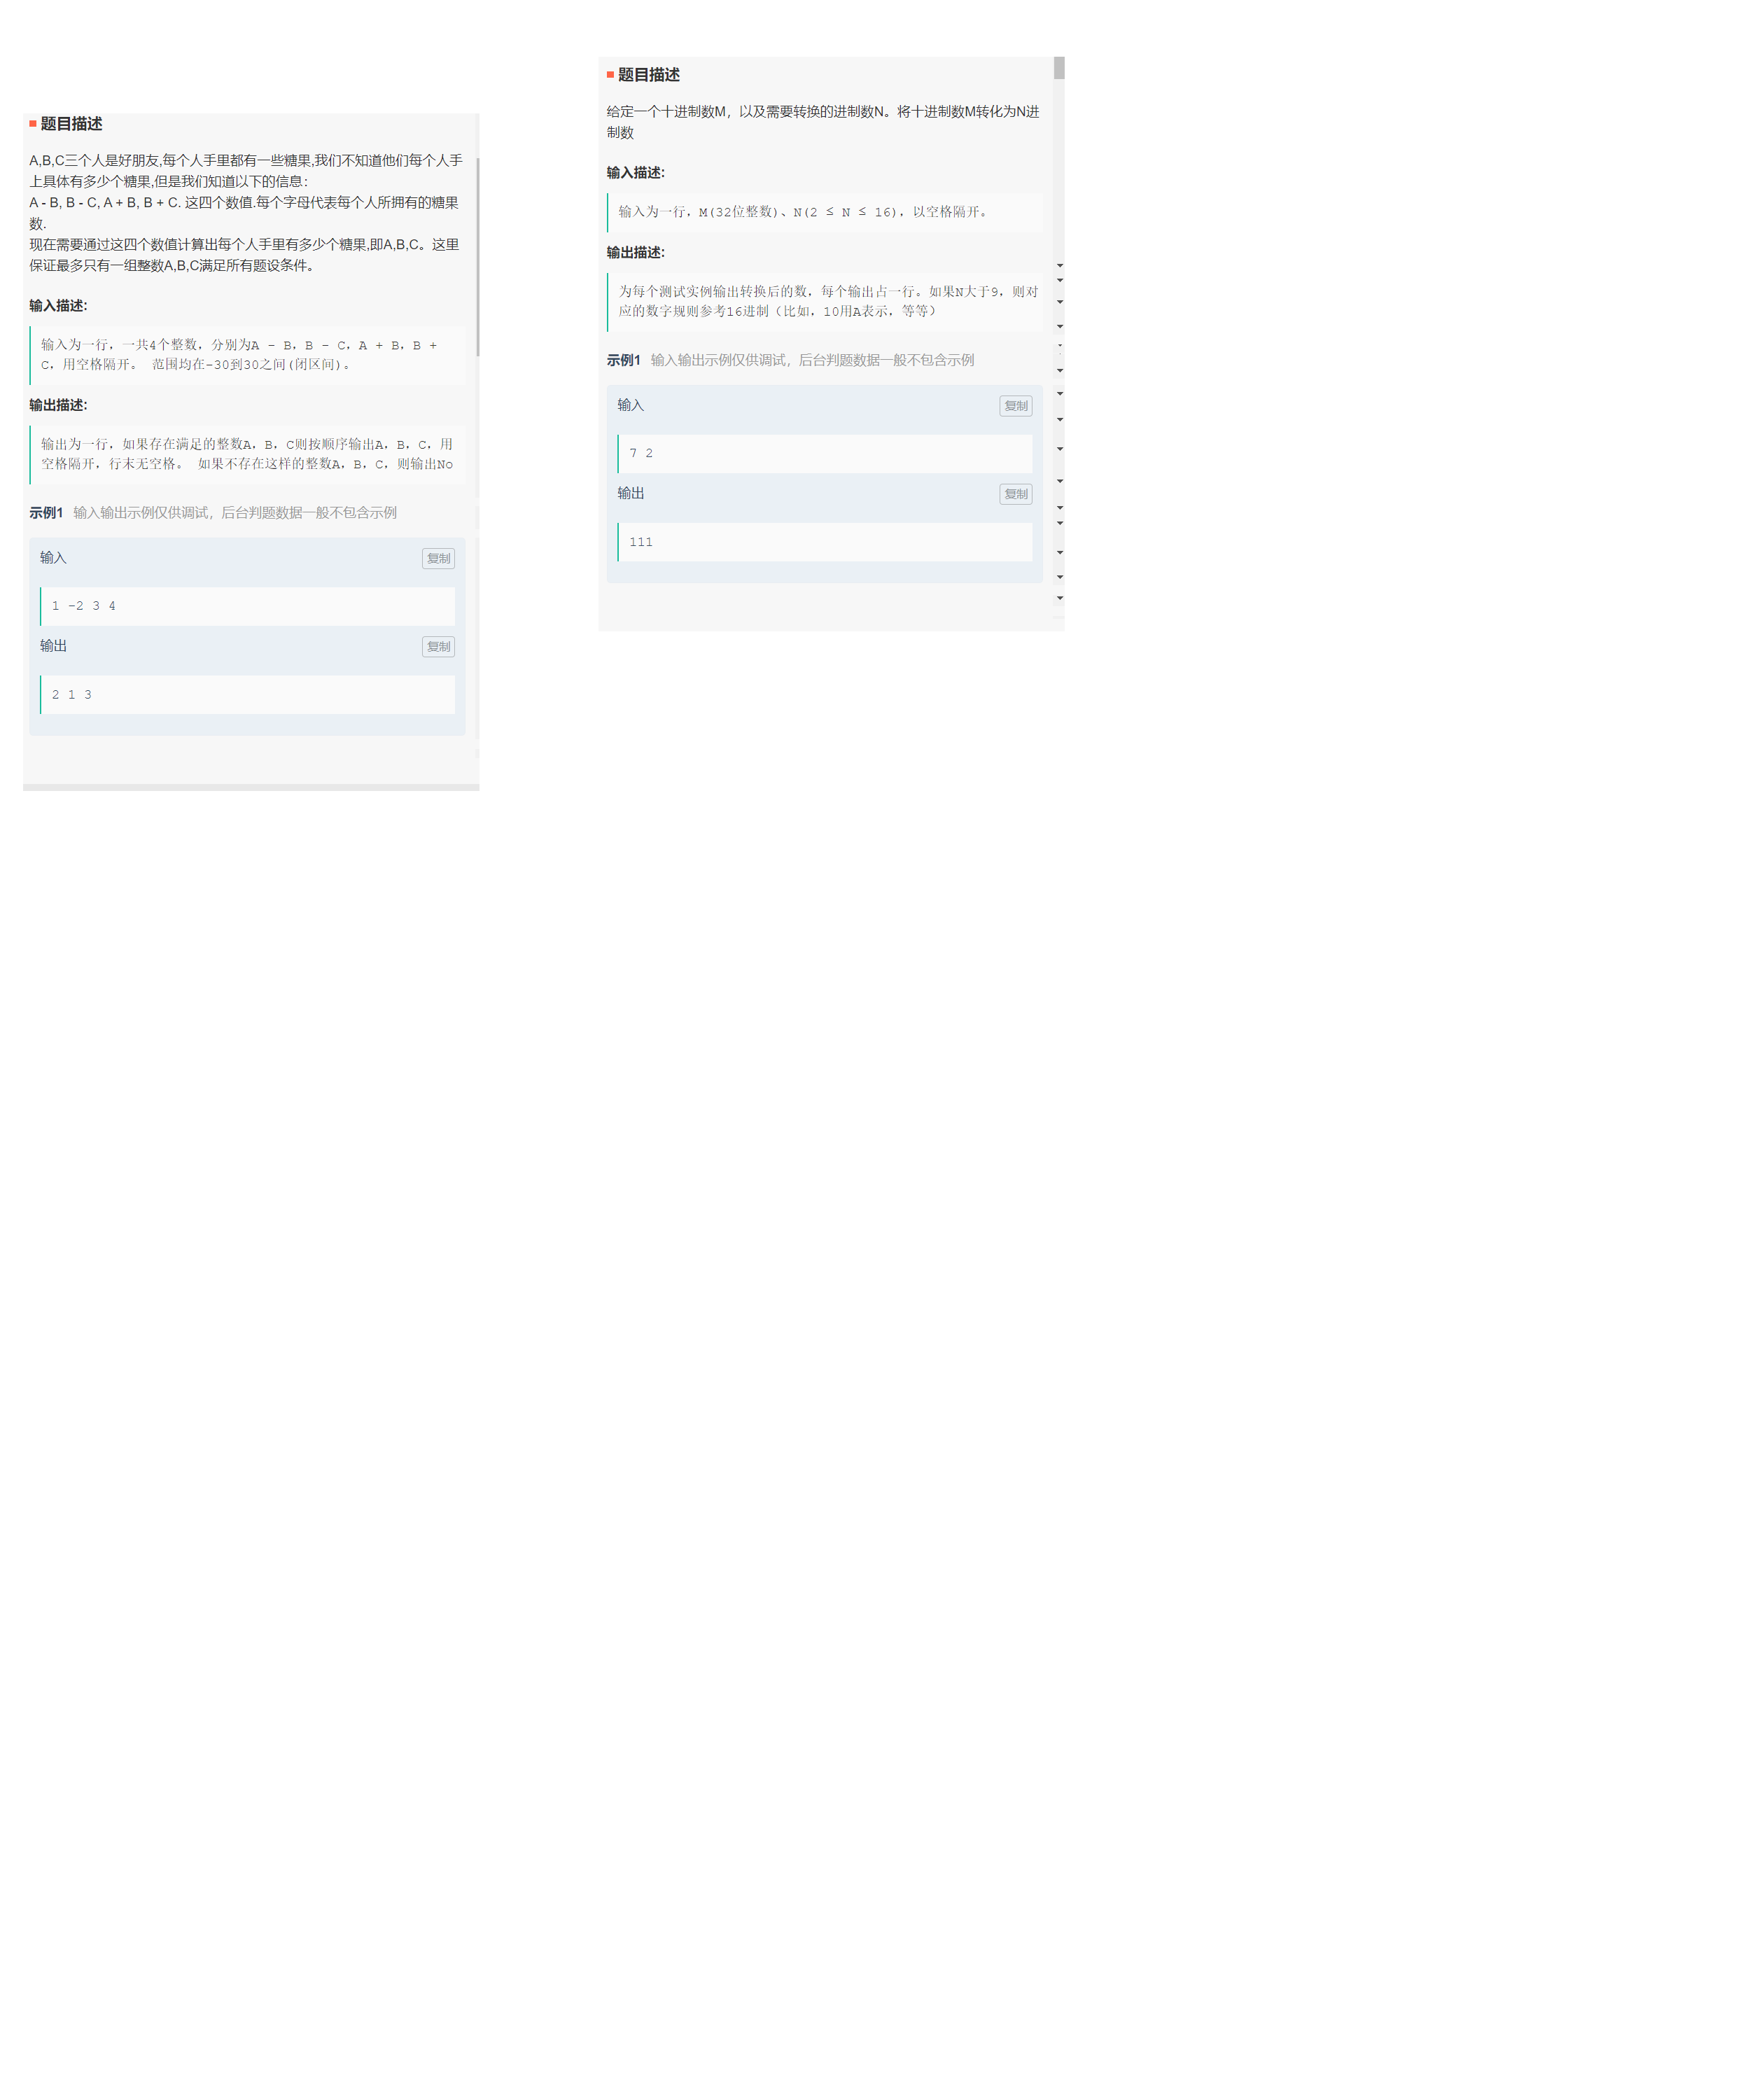 题目描述
A,B,C三个人是好朋友,每个人手里都有一些糖果,我们不知道他们每个人手
上具体有多少个糖果,但是我们知道以下的信息：
A - B, B - C, A + B, B + C. 这四个数值.每个字母代表每个人所拥有的糖果
数.
现在需要通过这四个数值计算出每个人手里有多少个糖果,即A,B,C。这里
保证最多只有一组整数A,B,C满足所有题设条件。
输入描述:
输入为一行，一共4个整数，分别为A - B，B - C，A + B，B +
C，用空格隔开。 范围均在-30到30之间(闭区间)。
输出描述:
输出为一行，如果存在满足的整数A，B，C则按顺序输出A，B，C，用
空格隔开，行末无空格。 如果不存在这样的整数A，B，C，则输出No
示例1 输入输出示例仅供调试，后台判题数据一般不包含示例
输入
复制
1 -2 3 4
输出
复制
2 1 3
题目描述
给定一个十进制数M，以及需要转换的进制数N。将十进制数M转化为N进
制数
输入描述:
输入为一行，M(32位整数)、N(2 ≤ N ≤ 16)，以空格隔开。
输出描述:
为每个测试实例输出转换后的数，每个输出占一行。如果N大于9，则对
应的数字规则参考16进制（比如，10用A表示，等等）
示例1 输入输出示例仅供调试，后台判题数据一般不包含示例
输入
复制
7 2
输出
复制
111